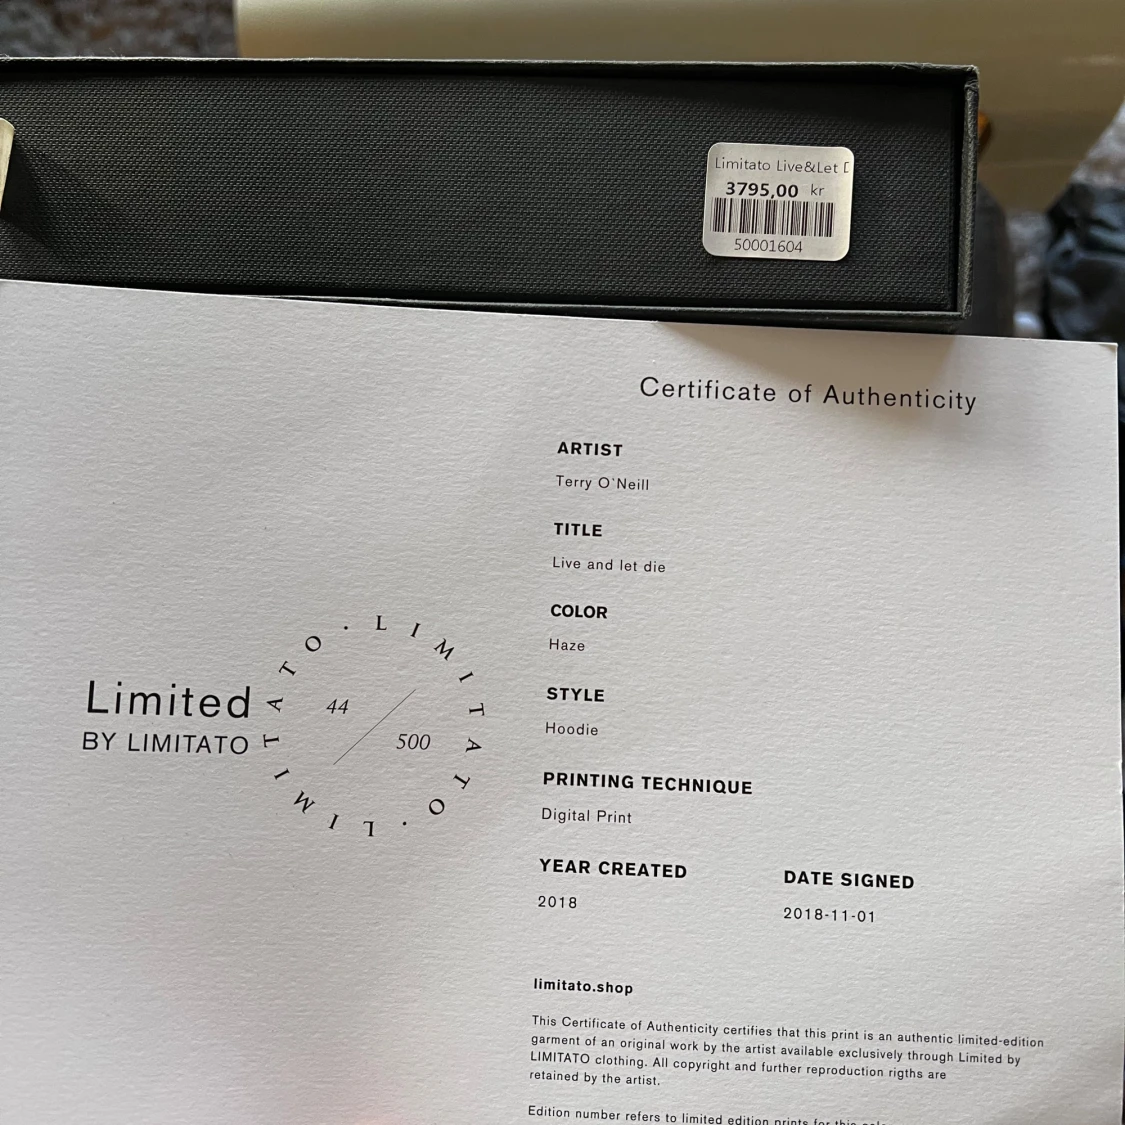 Limitato Live&Let
3795,00 kr
50001604
Certificate of Authenticity
ARTIST
Terry O'Neill
TITLE
Live and let die
COLOR
Haze
STYLE
Hoodie
PRINTING TECHNIQUE
Digital Print
YEAR CREATED
2018
DATE SIGNED
2018-11-01
Limited
BY LIMITATO
LIMITATO · LIMITATO ·
44
500
limitato.shop
This Certificate of Authenticity certifies that this print is an authentic limited-edition
garment of an original work by the artist available exclusively through Limited by
LIMITATO clothing. All copyright and further reproduction rigths are
retained by the artist.
Edition number refers to limited edition prints for this